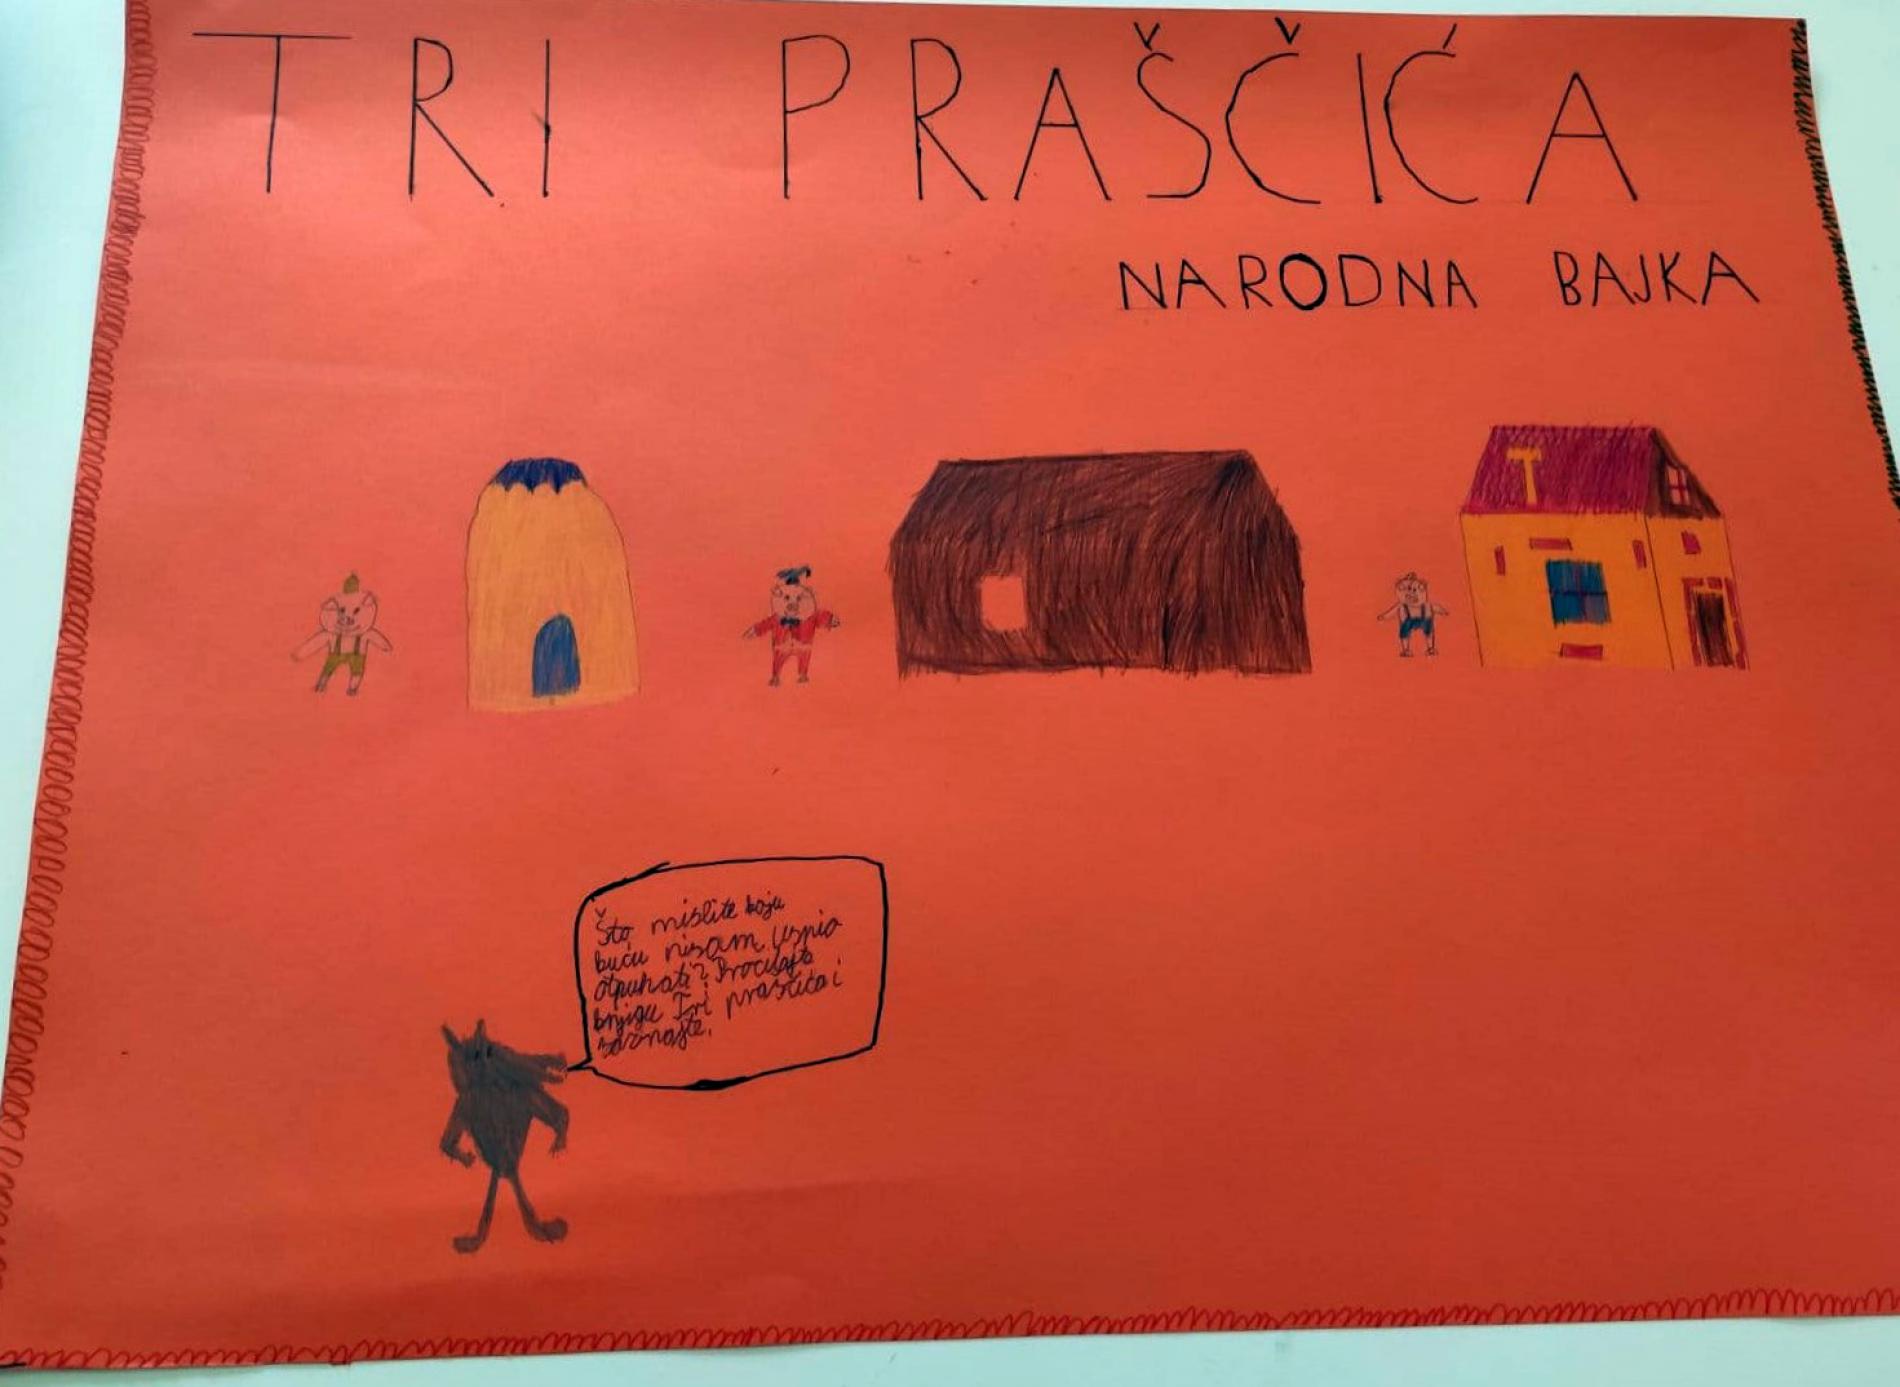 TRI PRAŠČIĆA
NARODNA BAJKA
Što mislite koju
kuću nisam uspio
otpuhati? Pročitajte
knjigu Tri praščića i
saznajte.